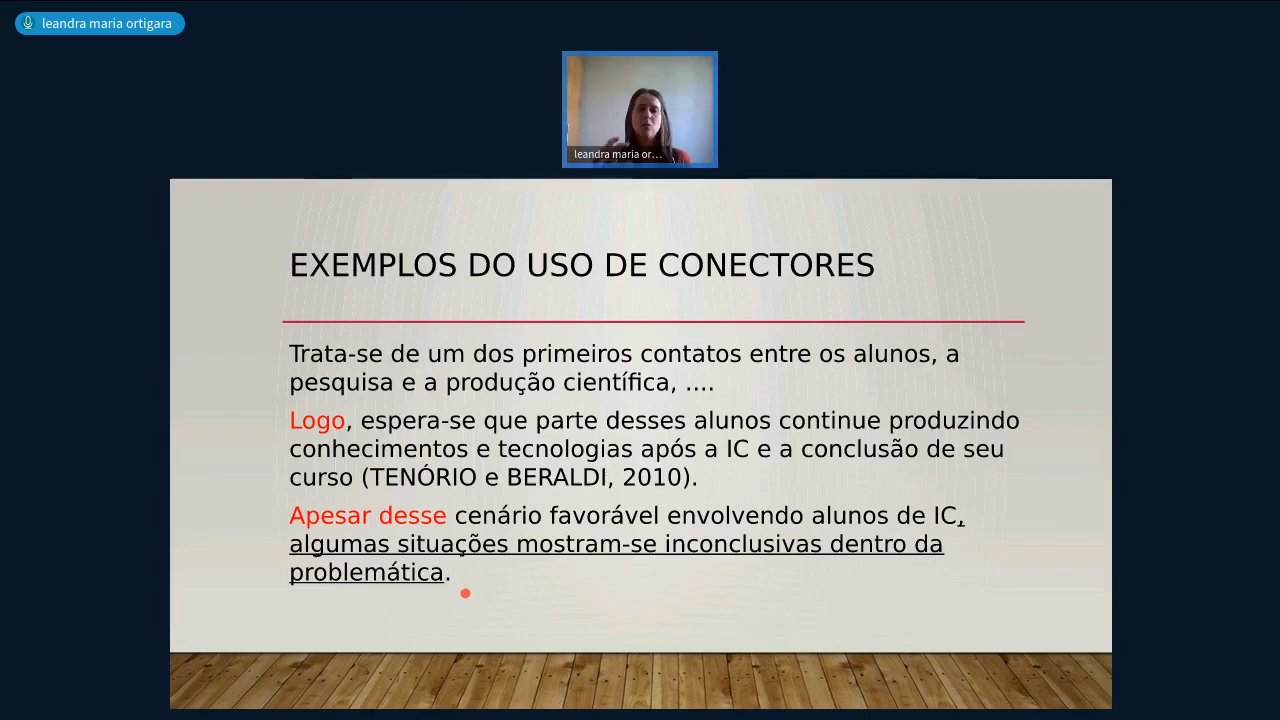 leandra maria ortigara
leandra maria or...
EXEMPLOS DO USO DE CONECTORES
Trata-se de um dos primeiros contatos entre os alunos, a
pesquisa e a produção científica, ....
Logo, espera-se que parte desses alunos continue produzindo
conhecimentos e tecnologias após a IC e a conclusão de seu
curso (TENÓRIO e BERALDI, 2010).
Apesar desse cenário favorável envolvendo alunos de IC,
algumas situações mostram-se inconclusivas dentro da
problemática.